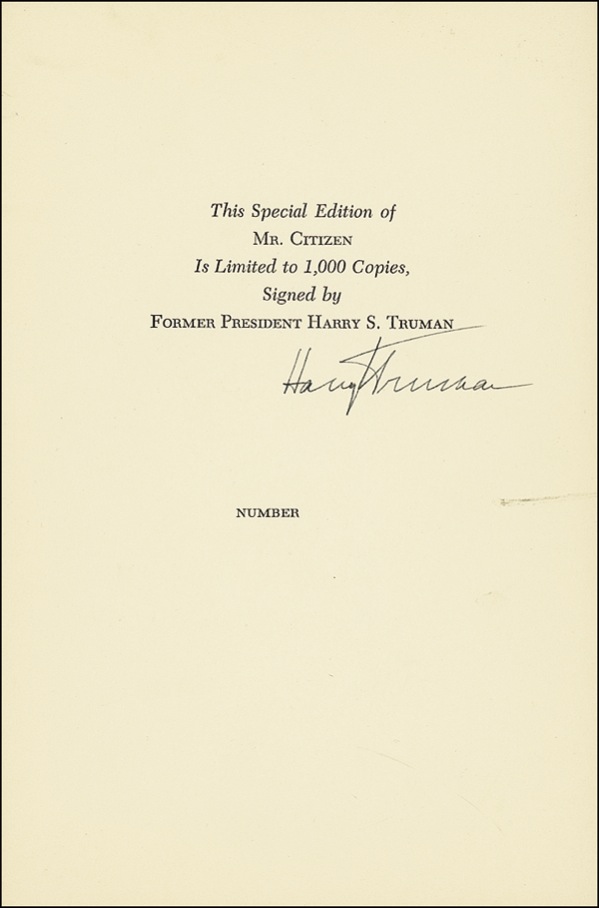 This Special Edition of
MR. CITIZEN
Is Limited to 1,000 Copies,
Signed by
FORMER PRESIDENT HARRY S. TRUMAN
Harry Truman
NUMBER